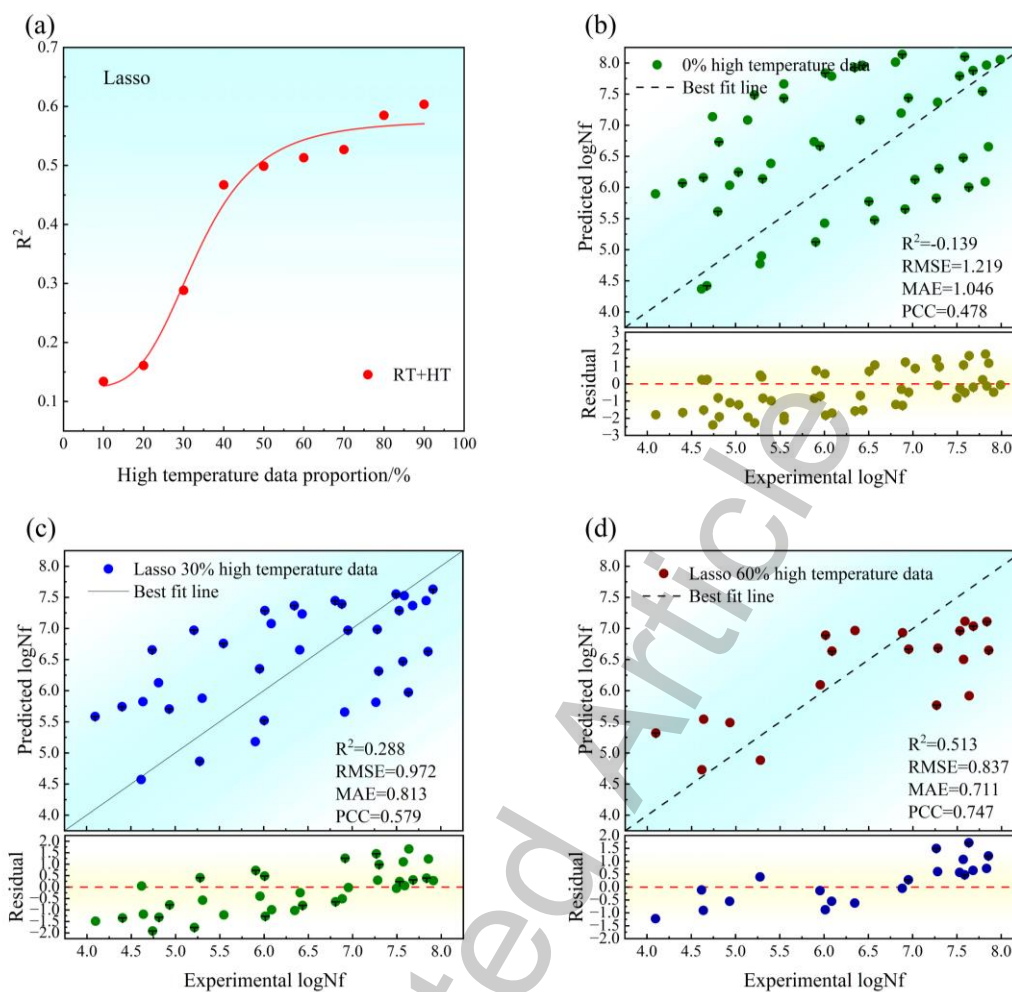 (a)
0.7
0.6
0.5
0.4
0.3
0.2
0.1
R²
Lasso
RT+HT
0 10 20 30 40 50 60 70 80 90 100
High temperature data proportion/%
(b)
8.0
7.5
7.0
6.5
6.0
5.5
5.0
4.5
4.0
Predicted logNf
0% high temperature data
Best fit line
R²=-0.139
RMSE=1.219
MAE=1.046
PCC=0.478
3
2
1
0
−1
−2
−3
Residual
4.0 4.5 5.0 5.5 6.0 6.5 7.0 7.5 8.0
Experimental logNf
(c)
8.0
7.5
7.0
6.5
6.0
5.5
5.0
4.5
4.0
Predicted logNf
Lasso 30% high temperature data
Best fit line
R²=0.288
RMSE=0.972
MAE=0.813
PCC=0.579
2.0
1.5
1.0
0.5
0.0
−0.5
−1.0
−1.5
−2.0
Residual
4.0 4.5 5.0 5.5 6.0 6.5 7.0 7.5 8.0
Experimental logNf
(d)
8.0
7.5
7.0
6.5
6.0
5.5
5.0
4.5
4.0
Predicted logNf
Lasso 60% high temperature data
Best fit line
R²=0.513
RMSE=0.837
MAE=0.711
PCC=0.747
2.0
1.5
1.0
0.5
0.0
−0.5
−1.0
−1.5
−2.0
Residual
4.0 4.5 5.0 5.5 6.0 6.5 7.0 7.5 8.0
Experimental logNf
Article